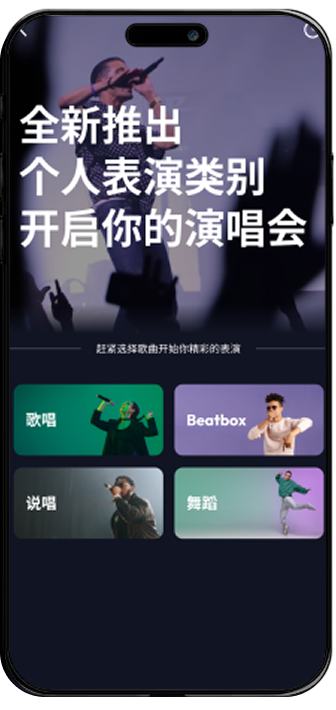 全新推出
个人表演类别
开启你的演唱会
赶紧选择歌曲开始你精彩的表演
歌唱
Beatbox
说唱
舞蹈